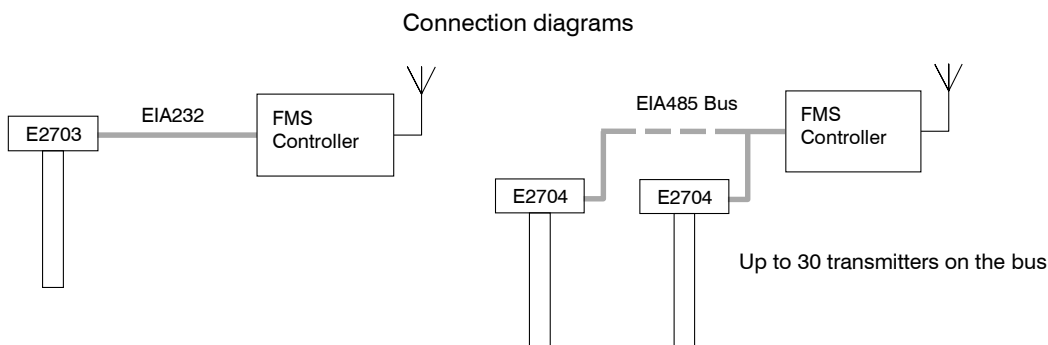 Connection diagrams
EIA232
E2703
FMS
Controller
EIA485 Bus
FMS
Controller
E2704
E2704
Up to 30 transmitters on the bus